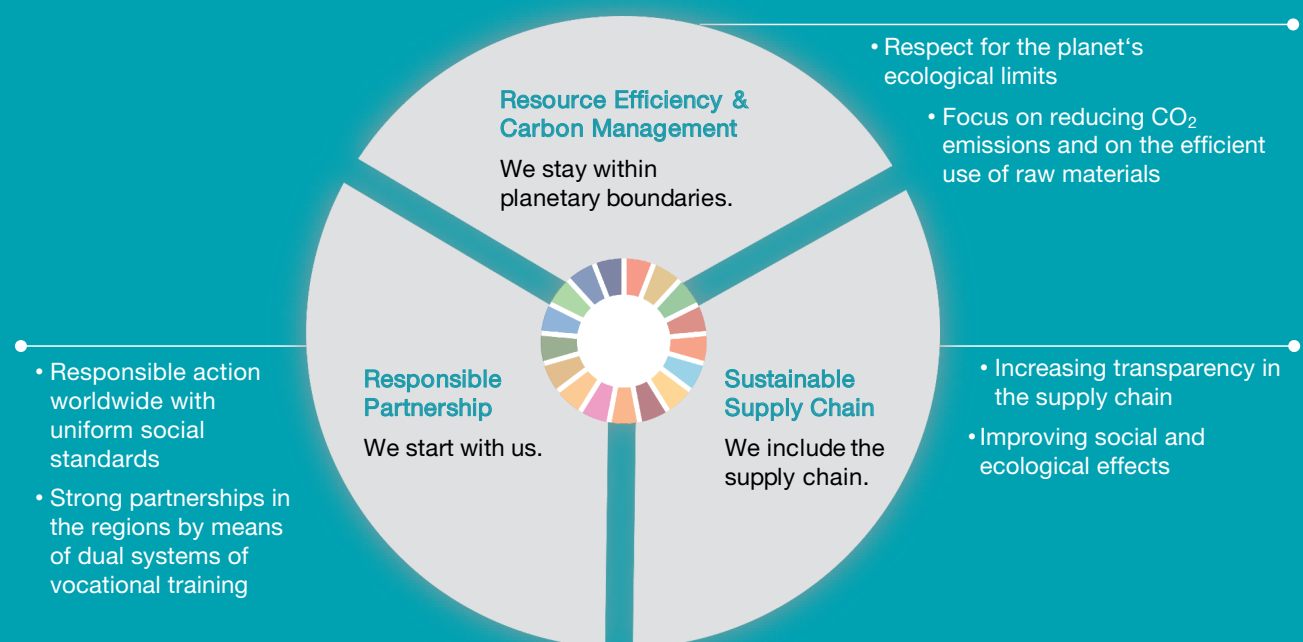 Resource Efficiency &
Carbon Management
We stay within
planetary boundaries.
• Respect for the planet‘s
ecological limits
• Focus on reducing CO₂
emissions and on the efficient
use of raw materials
Responsible
Partnership
We start with us.
• Responsible action
worldwide with
uniform social
standards
• Strong partnerships in
the regions by means
of dual systems of
vocational training
Sustainable
Supply Chain
We include the
supply chain.
• Increasing transparency in
the supply chain
• Improving social and
ecological effects